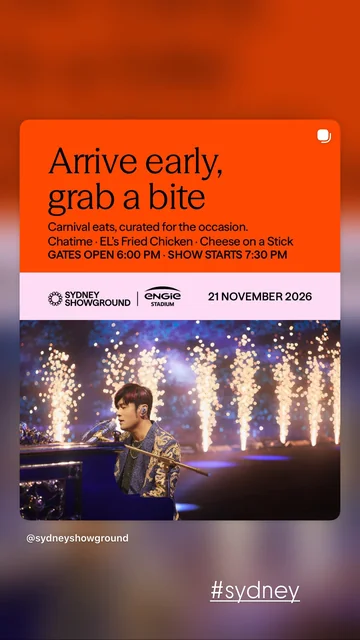 Arrive early,
grab a bite
Carnival eats, curated for the occasion.
Chatime · EL's Fried Chicken · Cheese on a Stick
GATES OPEN 6:00 PM · SHOW STARTS 7:30 PM
SYDNEY
SHOWGROUND
ENGIE
STADIUM
21 NOVEMBER 2026
@sydneyshowground
#sydney